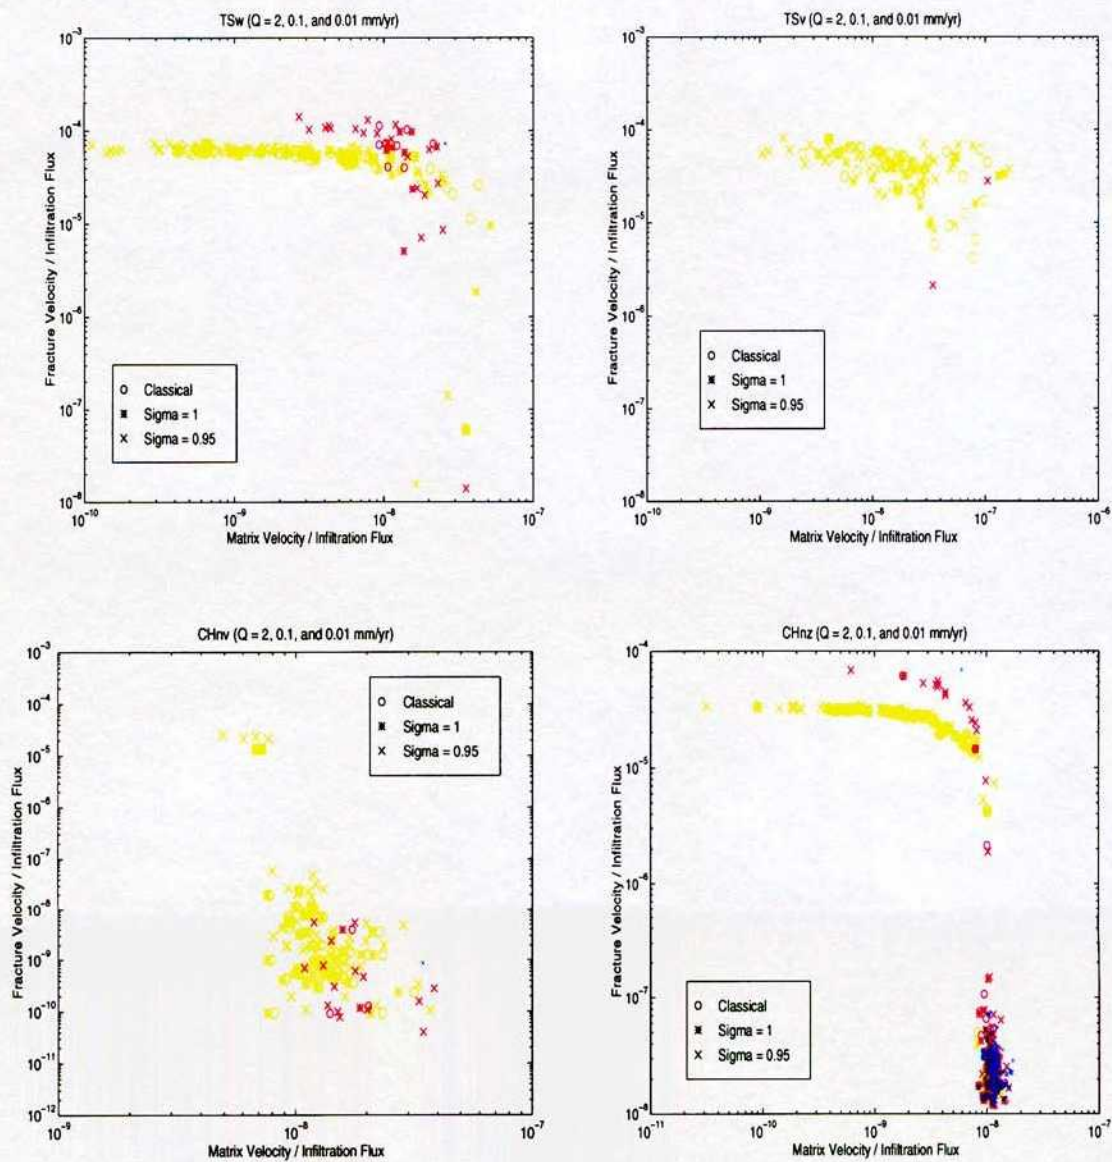 TSw (Q = 2, 0.1, and 0.01 mm/yr)
10^-3
10^-4
10^-5
10^-6
10^-7
10^-8
Fracture Velocity / Infiltration Flux
O Classical
* Sigma = 1
× Sigma = 0.95
10^-10
10^-9
10^-8
10^-7
Matrix Velocity / Infiltration Flux
TSv (Q = 2, 0.1, and 0.01 mm/yr)
10^-3
10^-4
10^-5
10^-6
10^-7
10^-8
Fracture Velocity / Infiltration Flux
O Classical
* Sigma = 1
× Sigma = 0.95
10^-10
10^-9
10^-8
10^-7
10^-6
Matrix Velocity / Infiltration Flux
CHnv (Q = 2, 0.1, and 0.01 mm/yr)
10^-3
10^-4
10^-5
10^-6
10^-7
10^-8
10^-9
10^-10
10^-11
10^-12
Fracture Velocity / Infiltration Flux
O Classical
* Sigma = 1
× Sigma = 0.95
10^-9
10^-8
10^-7
Matrix Velocity / Infiltration Flux
CHnz (Q = 2, 0.1, and 0.01 mm/yr)
10^-4
10^-5
10^-6
10^-7
10^-8
Fracture Velocity / Infiltration Flux
O Classical
* Sigma = 1
× Sigma = 0.95
10^-11
10^-10
10^-9
10^-8
10^-7
Matrix Velocity / Infiltration Flux